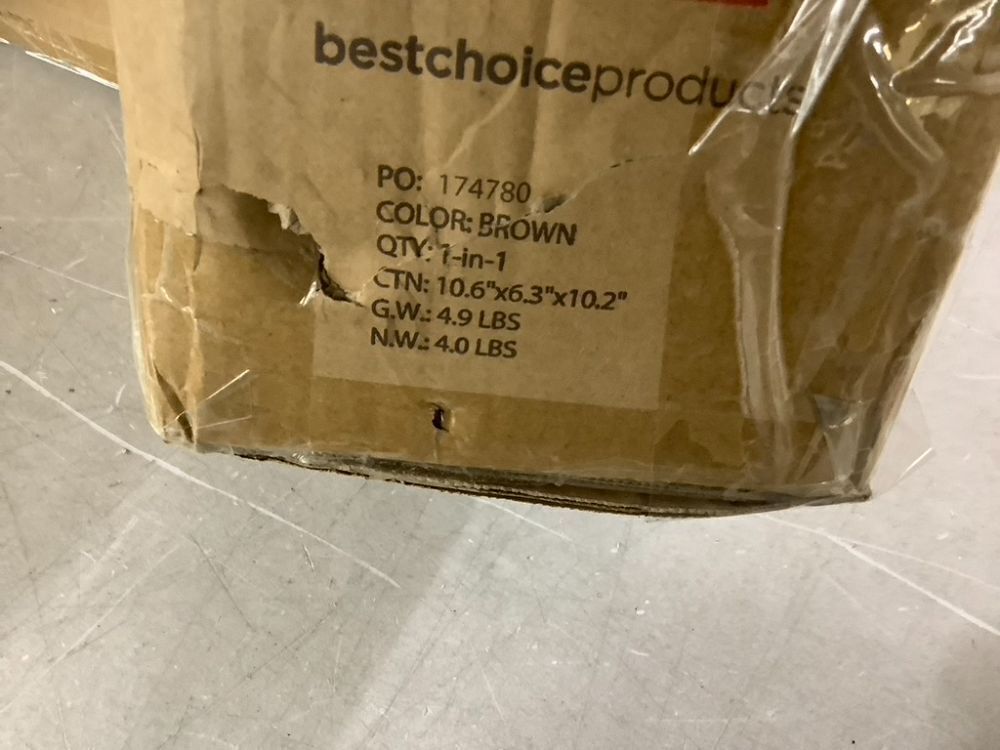 bestchoiceproducts
PO: 174780
COLOR: BROWN
QTY: 1-in-1
CTN: 10.6"x6.3"x10.2"
G.W.: 4.9 LBS
N.W.: 4.0 LBS